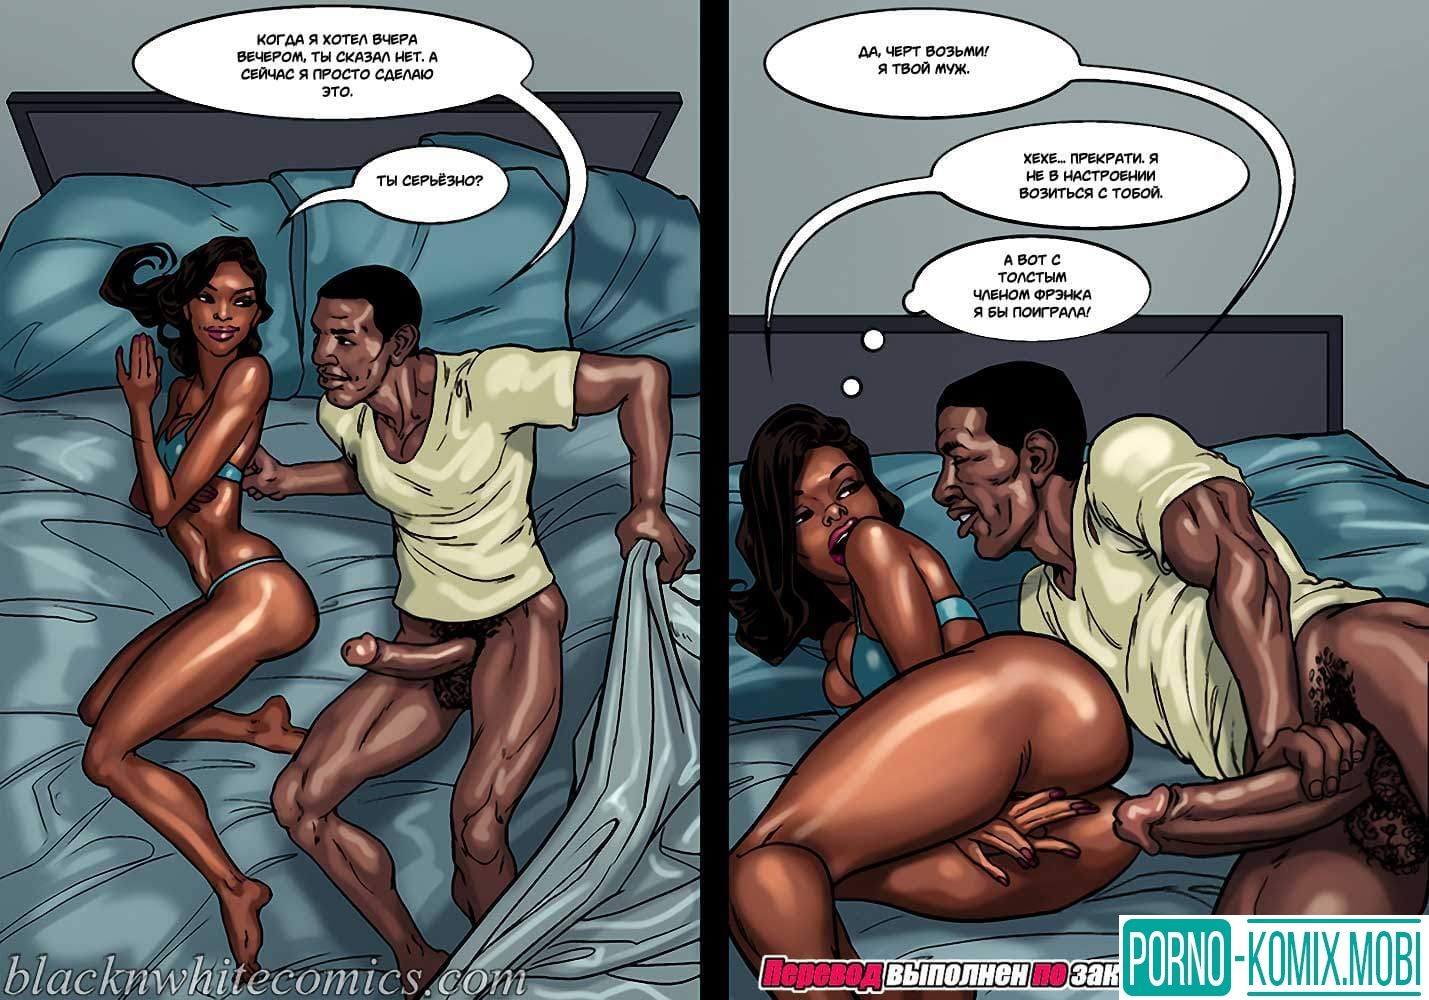 КОГДА Я ХОТЕЛ ВЧЕРА
ВЕЧЕРОМ, ТЫ СКАЗАЛ НЕТ. А
СЕЙЧАС Я ПРОСТО СДЕЛАЮ
ЭТО.
ТЫ СЕРЬЁЗНО?
ДА, ЧЕРТ ВОЗЬМИ!
Я ТВОЙ МУЖ.
ХЕХЕ... ПРЕКРАТИ. Я
НЕ В НАСТРОЕНИИ
ВОЗИТЬСЯ С ТОБОЙ.
А ВОТ С
ТОЛСТЫМ
ЧЛЕНОМ ФРЭНКА
Я БЫ ПОИГРАЛА!
blacknwhitecomics.com
Перевод выполнен по зак
PORNO-KOMIX.MOBI